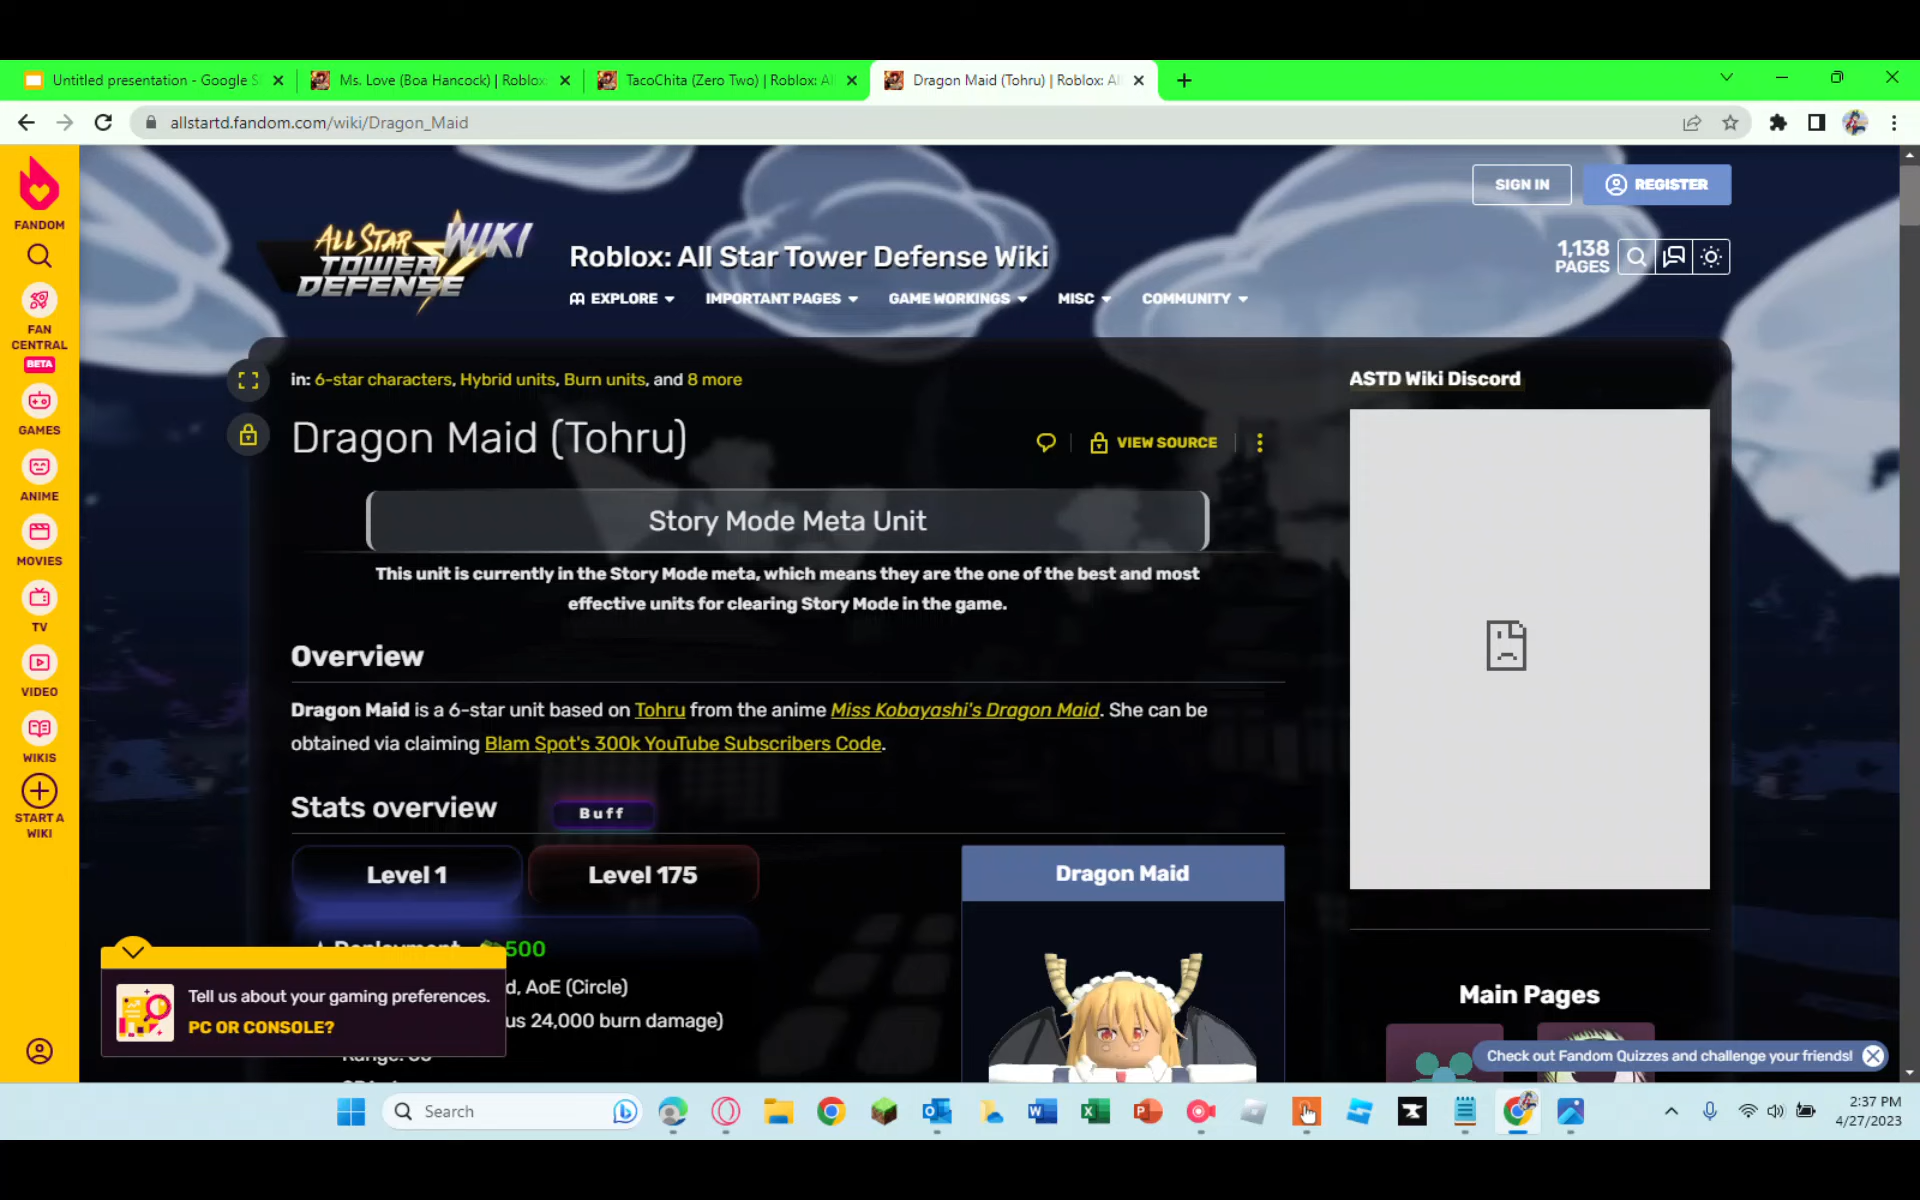 Untitled presentation - Google S
Ms. Love (Boa Hancock) | Roblox:
TacoChita (Zero Two) | Roblox: All
Dragon Maid (Tohru) | Roblox: All
allstartd.fandom.com/wiki/Dragon_Maid
FANDOM
FAN
CENTRAL
BETA
GAMES
ANIME
MOVIES
TV
VIDEO
WIKIS
START A
WIKI
SIGN IN
REGISTER
ALL STAR
TOWER
DEFENSE
WIKI
Roblox: All Star Tower Defense Wiki
1,138
PAGES
EXPLORE
IMPORTANT PAGES
GAME WORKINGS
MISC
COMMUNITY
in: 6-star characters, Hybrid units, Burn units, and 8 more
Dragon Maid (Tohru)
VIEW SOURCE
Story Mode Meta Unit
This unit is currently in the Story Mode meta, which means they are the one of the best and most
effective units for clearing Story Mode in the game.
Overview
Dragon Maid is a 6-star unit based on Tohru from the anime Miss Kobayashi's Dragon Maid. She can be
obtained via claiming Blam Spot's 300k YouTube Subscribers Code.
Stats overview
Buff
Level 1
Level 175
Deployment
500
d, AoE (Circle)
us 24,000 burn damage)
Tell us about your gaming preferences.
PC OR CONSOLE?
Dragon Maid
ASTD Wiki Discord
Main Pages
Check out Fandom Quizzes and challenge your friends!
Search
2:37 PM
4/27/2023